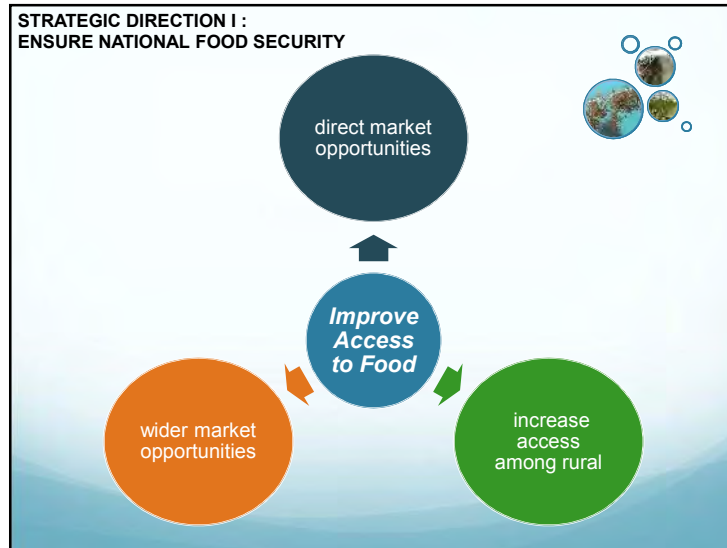 STRATEGIC DIRECTION I :
ENSURE NATIONAL FOOD SECURITY
direct market
opportunities
Improve
Access
to Food
wider market
opportunities
increase
access
among rural